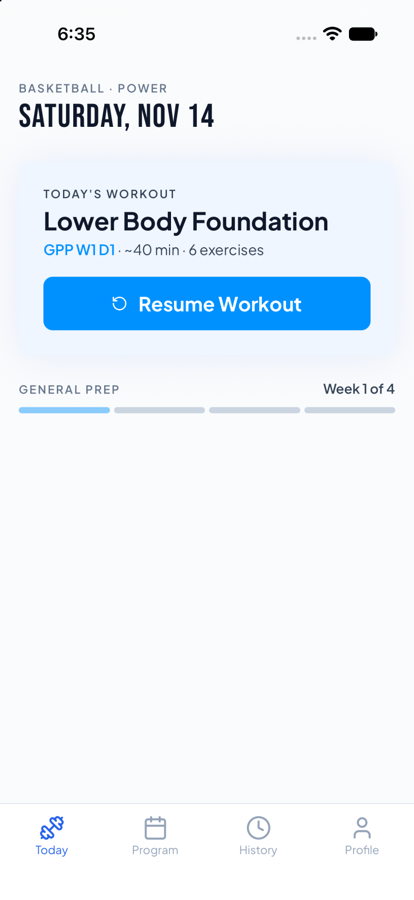 6:35
BASKETBALL · POWER
SATURDAY, NOV 14
TODAY'S WORKOUT
Lower Body Foundation
GPP W1 D1 · ~40 min · 6 exercises
Resume Workout
GENERAL PREP
Week 1 of 4
Today
Program
History
Profile